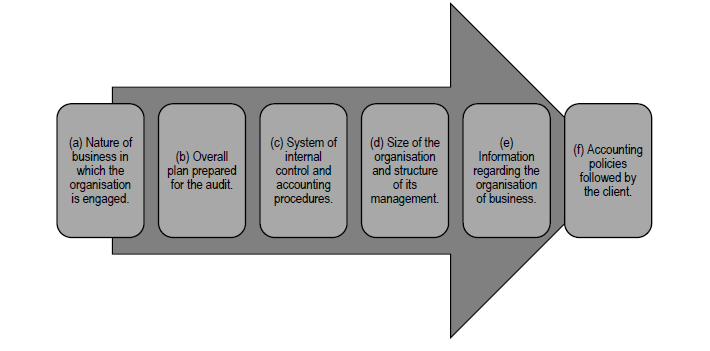 (a) Nature of
business in
which the
organisation
is engaged.
(b) Overall
plan prepared
for the audit.
(c) System of
internal
control and
accounting
procedures.
(d) Size of the
organisation
and structure
of its
management.
(e)
Information
regarding the
organisation
of business.
(f) Accounting
policies
followed by
the client.